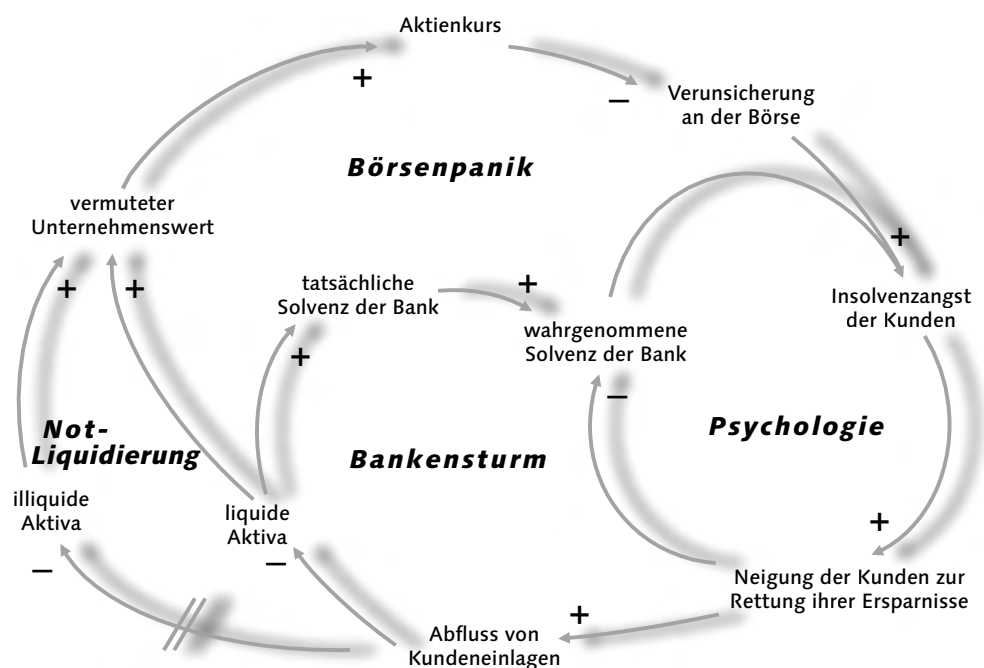 Aktienkurs
+
−
Verunsicherung
an der Börse
Börsenpanik
vermuteter
Unternehmenswert
+
+
+
tatsächliche
Solvenz der Bank
+
wahrgenommene
Solvenz der Bank
Insolvenzangst
der Kunden
+
−
Not-
Liquidierung
Bankensturm
Psychologie
illiquide
Aktiva
−
liquide
Aktiva
−
+
Neigung der Kunden zur
Rettung ihrer Ersparnisse
+
Abfluss von
Kundeneinlagen